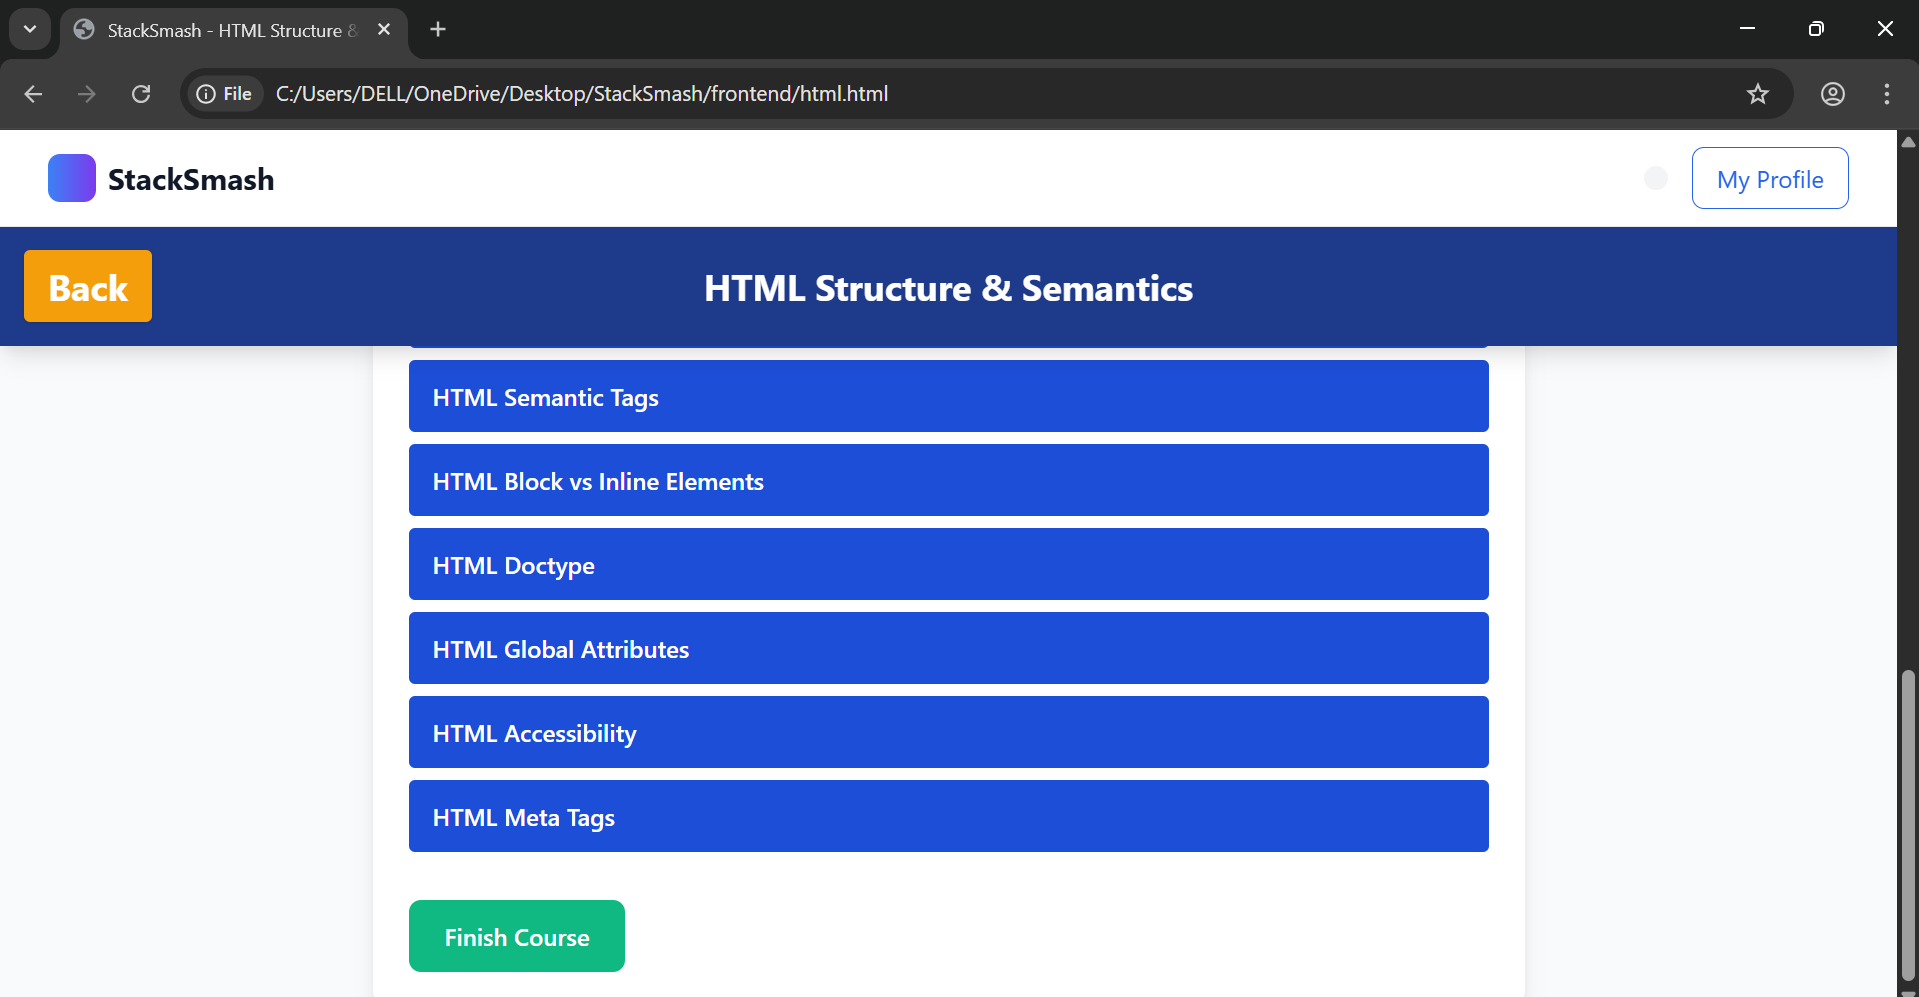 StackSmash - HTML Structure &
File
C:/Users/DELL/OneDrive/Desktop/StackSmash/frontend/html.html
StackSmash
My Profile
Back
HTML Structure & Semantics
HTML Semantic Tags
HTML Block vs Inline Elements
HTML Doctype
HTML Global Attributes
HTML Accessibility
HTML Meta Tags
Finish Course